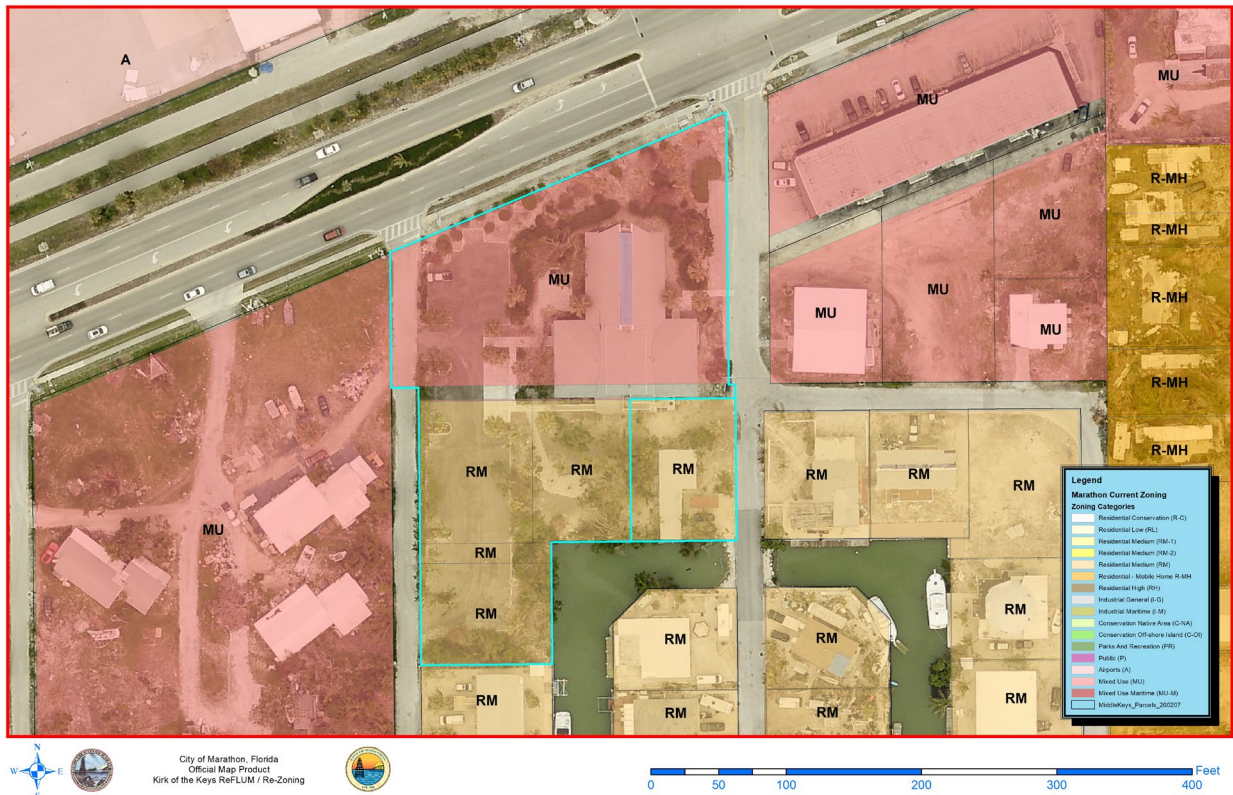 A
MU
MU
R-MH
MU
R-MH
MU
MU
R-MH
MU
MU
R-MH
R-MH
RM
RM
RM
RM
RM
RM
MU
RM
RM
RM
RM
RM
RM
RM
RM
RM
Legend
Marathon Current Zoning
Zoning Categories
Residential Conservation (R-C)
Residential Low (RL)
Residential Medium (RM-1)
Residential Medium (RM-2)
Residential Medium (RM)
Residential - Mobile Home R-MH
Residential High (RH)
Industrial General (I-G)
Industrial Maritime (I-M)
Conservation Native Area (C-NA)
Conservation Off-shore Island (C-OI)
Parks And Recreation (PR)
Public (P)
Airports (A)
Mixed Use (MU)
Mixed Use Maritime (MU-M)
MiddleKeys_Parcels_200207
N
W E
S
City of Marathon, Florida
Official Map Product
Kirk of the Keys ReFLUM / Re-Zoning
Feet
0 50 100 200 300 400